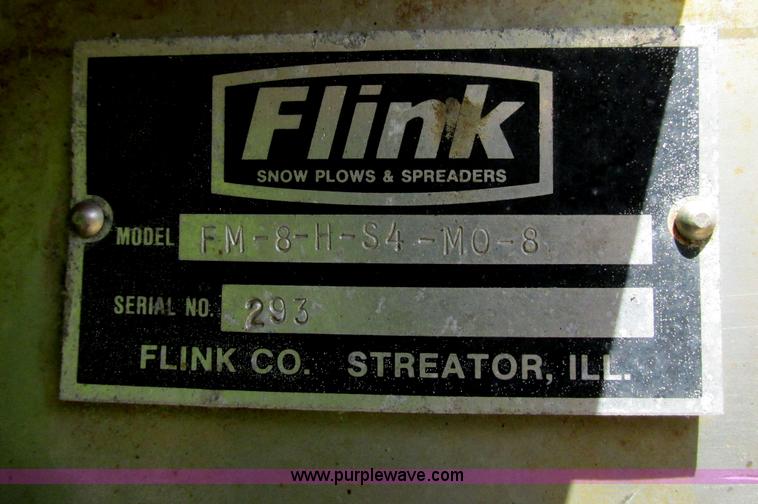 Flink
SNOW PLOWS & SPREADERS
MODEL FM-8-H-S4-MO-8
SERIAL NO. 293
FLINK CO. STREATOR, ILL.
www.purplewave.com